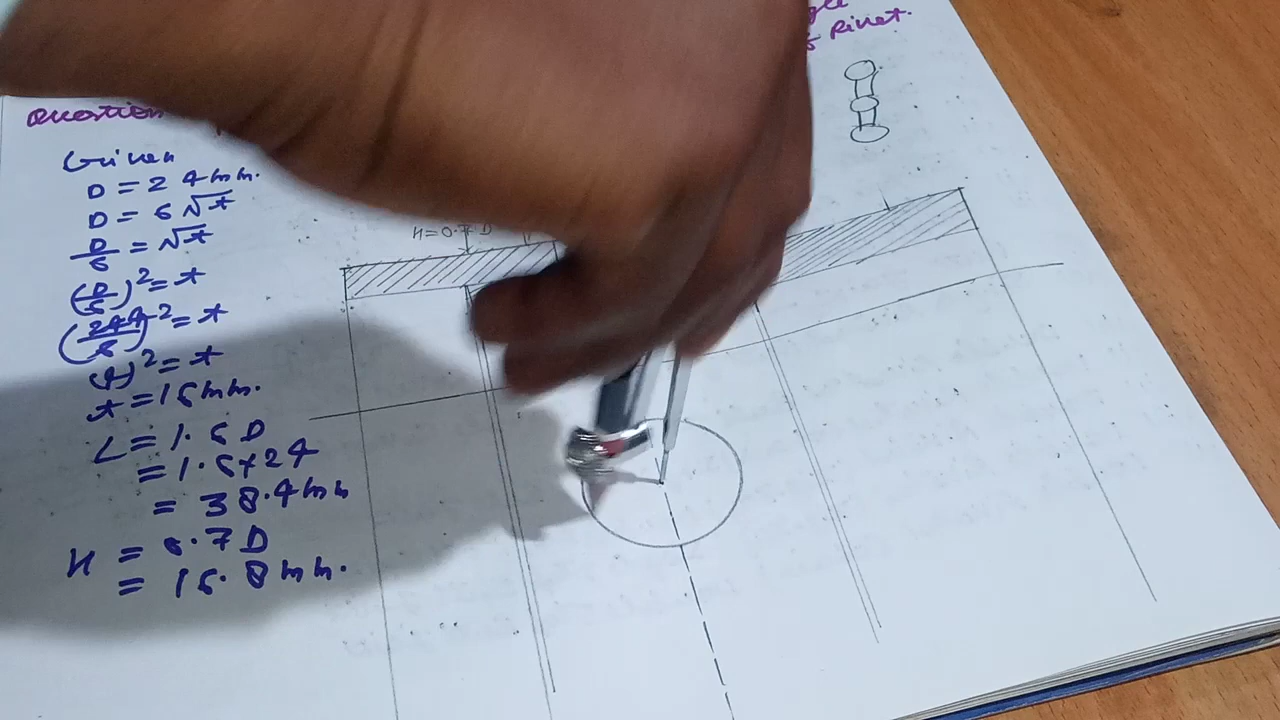 Rivet.
Question
Given
D = 24mm.
D = 6√t
D/6 = √t
(D/6)² = t
(24/6)² = t
(4)² = t
t = 16mm.
L = 1.6D
= 1.6×24
= 38.4mm
H = 0.7D
= 16.8mm.
H=0.7D